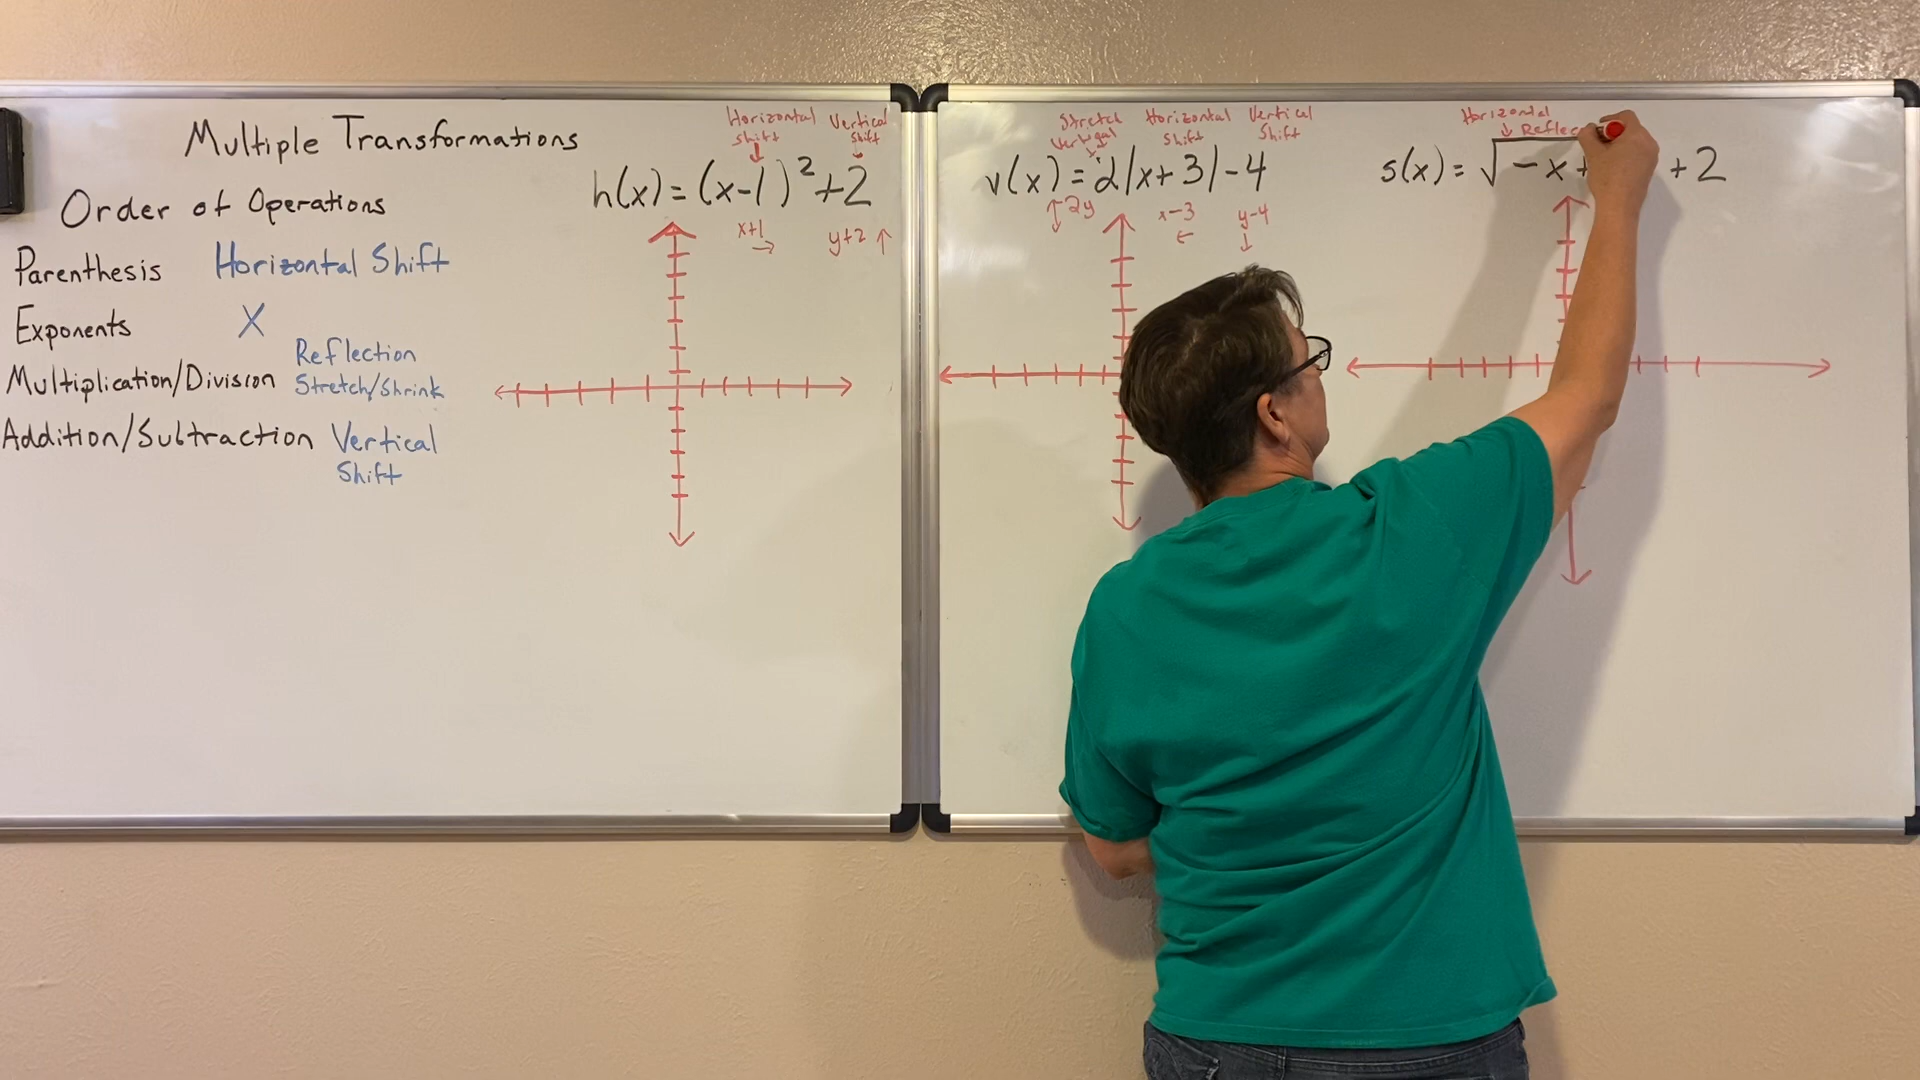 Multiple Transformations
Order of Operations
Parenthesis Horizontal Shift
Exponents X
Multiplication/Division Reflection
Stretch/Shrink
Addition/Subtraction Vertical
Shift
Horizontal Vertical
Shift Shift
h(x) = (x-1)²+2
x+1 y+2
Stretch Horizontal Vertical
Vertical Shift Shift
v(x) = 2|x+3|-4
2y x-3 y-4
Horizontal
s(x) = √-x+ +2